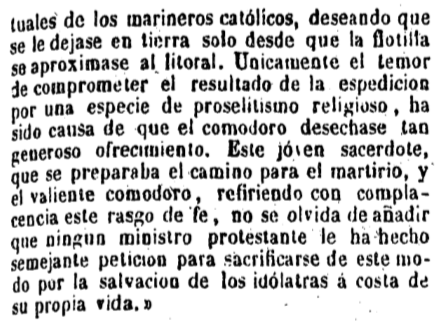 tuales de los marineros católicos, deseando que
se le dejase en tierra solo desde que la flotilla
se aproximase al litoral. Unicamente el temor
de comprometer el resultado de la espedicion
por una especie de proselitismo religioso, ha
sido causa de que el comodoro desechase tan
generoso ofrecimiento. Este jóven sacerdote,
que se preparaba el camino para el martirio, y
el valiente comodoro, refiriendo con compla-
cencia este rasgo de fe, no se olvida de añadir
que ningun ministro protestante le ha hecho
semejante peticion para sacrificarse de este mo-
do por la salvacion de los idólatras á costa de
su propia vida.»